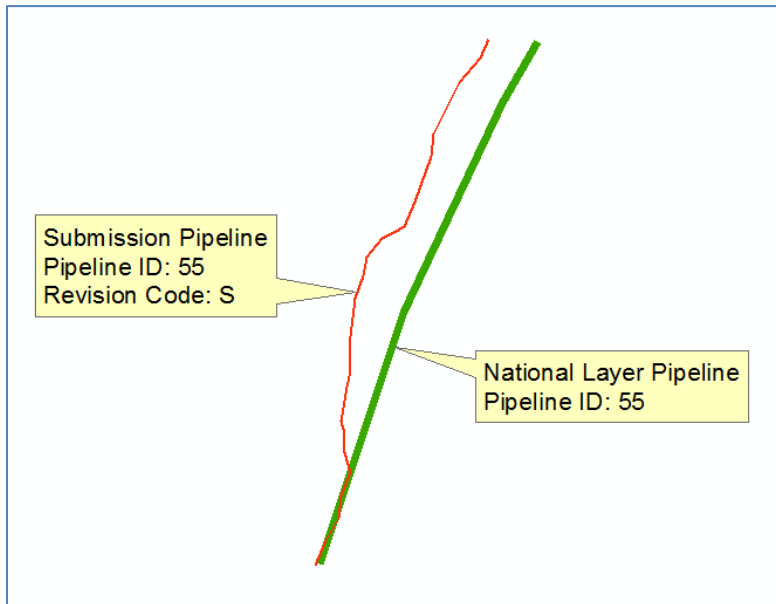 Submission Pipeline
Pipeline ID: 55
Revision Code: S
National Layer Pipeline
Pipeline ID: 55